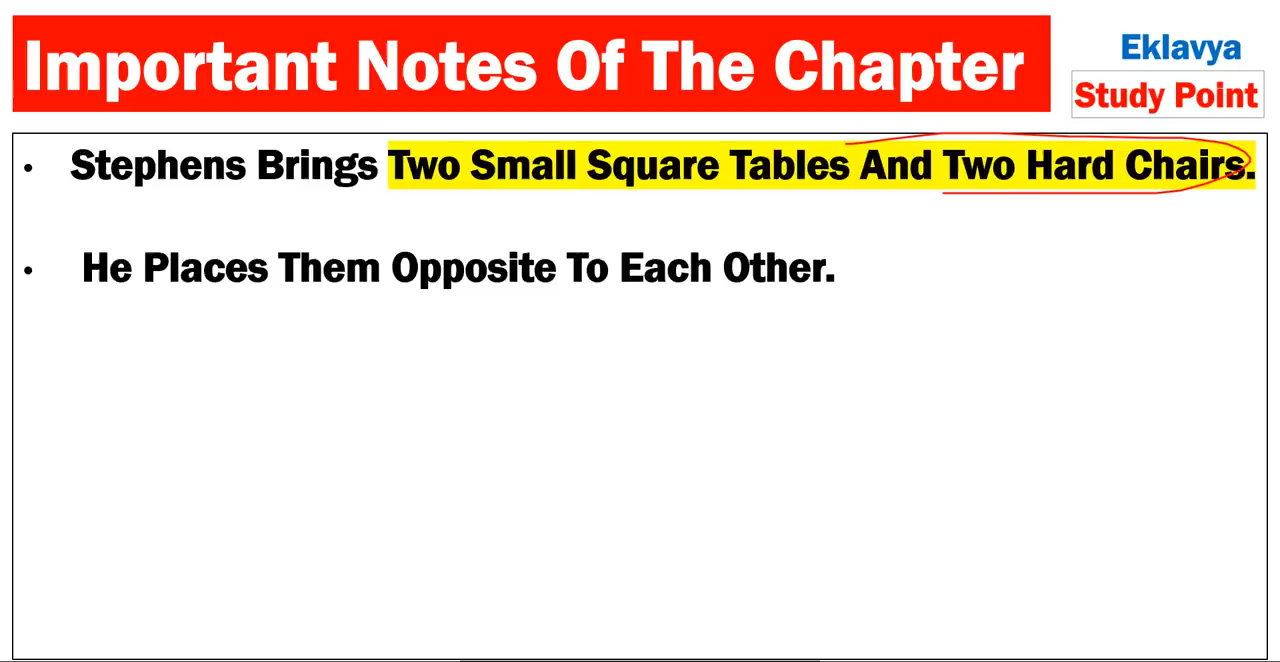 Important Notes Of The Chapter
Eklavya
Study Point
• Stephens Brings Two Small Square Tables And Two Hard Chairs.
• He Places Them Opposite To Each Other.